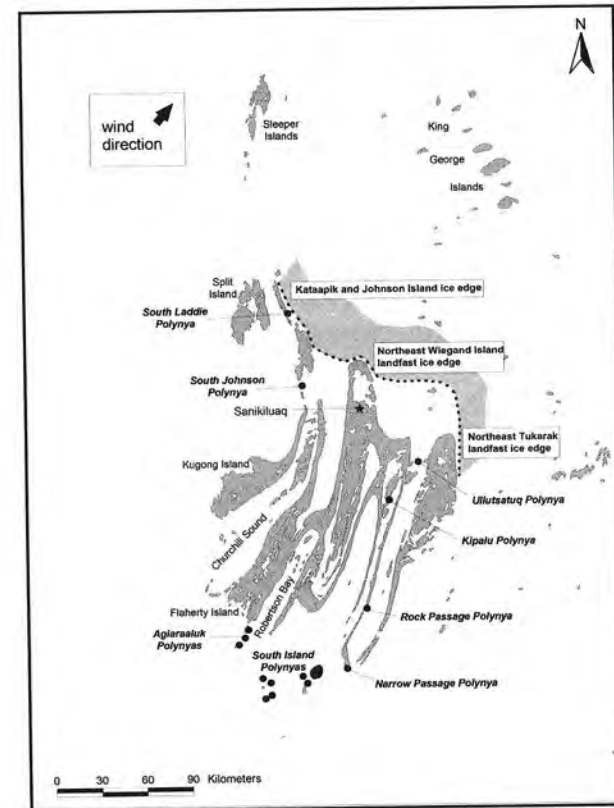 N
wind
direction
Sleeper
Islands
King
George
Islands
Split
Island
Kataapik and Johnson Island ice edge
South Laddie
Polynya
Northeast Wiegand Island
landfast ice edge
South Johnson
Polynya
Sanikiluaq
Northeast Tukarak
landfast ice edge
Kugong Island
Ullutsatuq Polynya
Kipalu Polynya
Churchill Sound
Robertson Bay
Flaherty Island
Rock Passage Polynya
Agiaraaluk
Polynyas
South Island
Polynyas
Narrow Passage Polynya
0 30 60 90 Kilometers